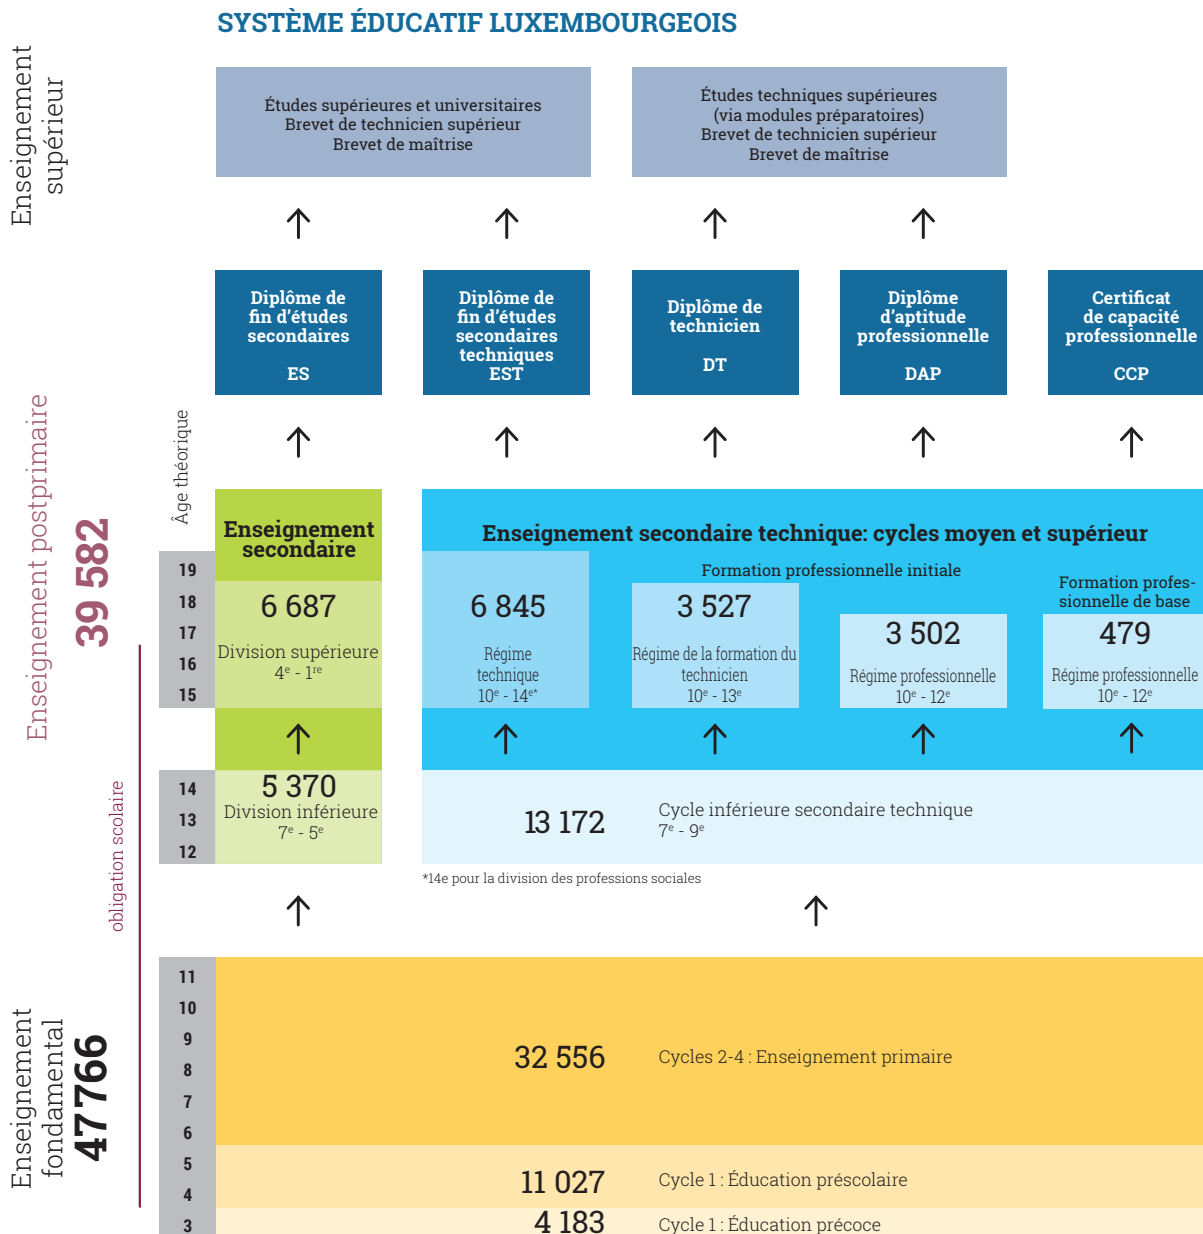 SYSTÈME ÉDUCATIF LUXEMBOURGEOIS
Enseignement
supérieur
Études supérieures et universitaires
Brevet de technicien supérieur
Brevet de maîtrise
Études techniques supérieures
(via modules préparatoires)
Brevet de technicien supérieur
Brevet de maîtrise
Diplôme de
fin d'études
secondaires
ES
Diplôme de
fin d'études
secondaires
techniques
EST
Diplôme de
technicien
DT
Diplôme
d'aptitude
professionnelle
DAP
Certificat
de capacité
professionnelle
CCP
Enseignement postprimaire
39 582
Âge théorique
Enseignement
secondaire
Enseignement secondaire technique: cycles moyen et supérieur
Formation professionnelle initiale
Formation profes-
sionnelle de base
19
18
17
16
15
6 687
Division supérieure
4e - 1re
6 845
Régime
technique
10e - 14e*
3 527
Régime de la formation du
technicien
10e - 13e
3 502
Régime professionnelle
10e - 12e
479
Régime professionnelle
10e - 12e
obligation scolaire
14
13
12
5 370
Division inférieure
7e - 5e
13 172
Cycle inférieure secondaire technique
7e - 9e
*14e pour la division des professions sociales
Enseignement
fondamental
47 766
11
10
9
8
7
6
32 556
Cycles 2-4 : Enseignement primaire
5
4
11 027
Cycle 1 : Éducation préscolaire
3
4 183
Cycle 1 : Éducation précoce